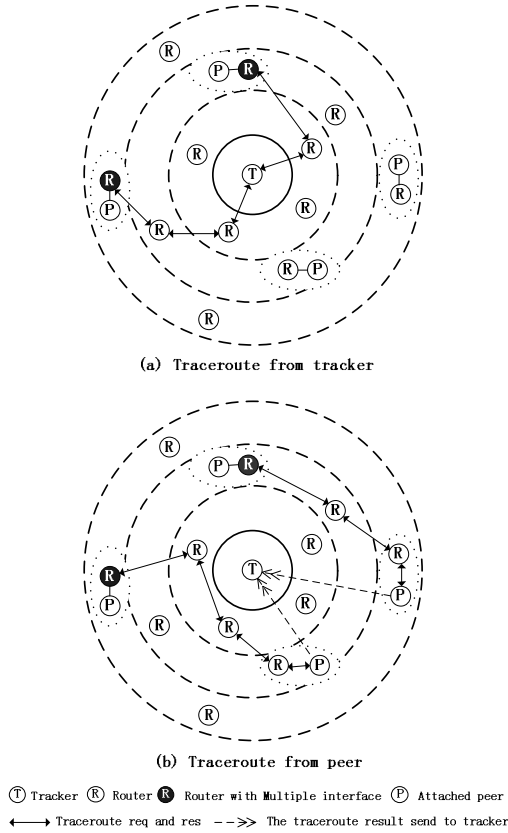 R
P R
R
R
R
T
P
R
R
R
P
R
R
R
R P
R
(a) Traceroute from tracker
R
P R
R
R
R
R
T
R
P
R
P
R
R
R P
R
(b) Traceroute from peer
T Tracker R Router R Router with Multiple interface P Attached peer
Traceroute req and res The traceroute result send to tracker